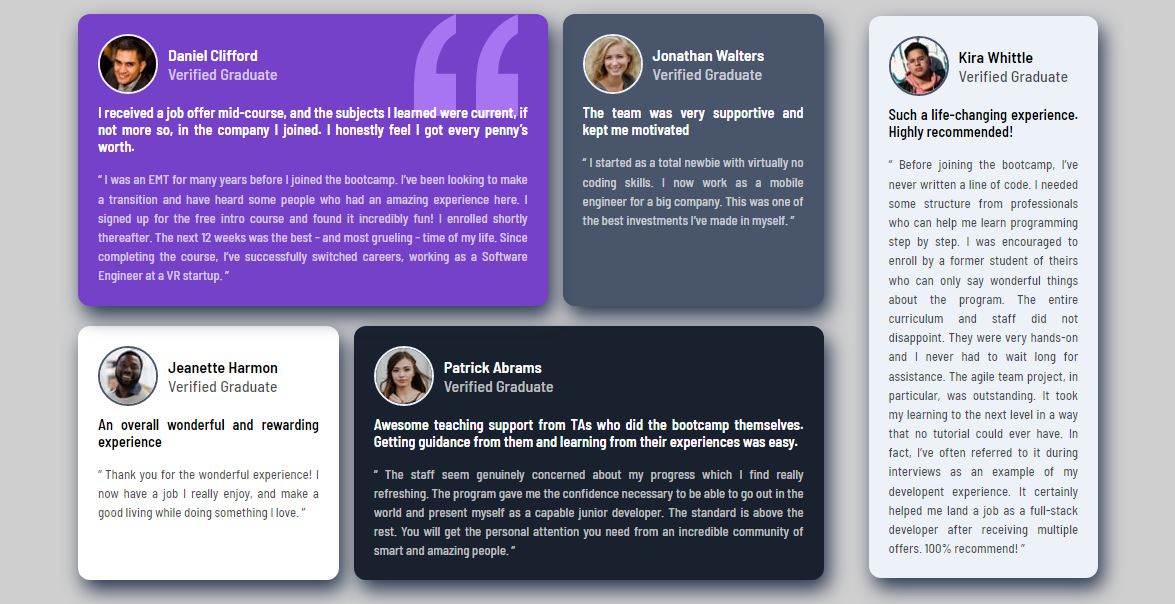 Daniel Clifford
Verified Graduate
I received a job offer mid-course, and the subjects I learned were current, if
not more so, in the company I joined. I honestly feel I got every penny's
worth.
“ I was an EMT for many years before I joined the bootcamp. I've been looking to make
a transition and have heard some people who had an amazing experience here. I
signed up for the free intro course and found it incredibly fun! I enrolled shortly
thereafter. The next 12 weeks was the best - and most grueling - time of my life. Since
completing the course, I've successfully switched careers, working as a Software
Engineer at a VR startup. ”
Jonathan Walters
Verified Graduate
The team was very supportive and
kept me motivated
“ I started as a total newbie with virtually no
coding skills. I now work as a mobile
engineer for a big company. This was one of
the best investments I've made in myself. ”
Jeanette Harmon
Verified Graduate
An overall wonderful and rewarding
experience
“ Thank you for the wonderful experience! I
now have a job I really enjoy, and make a
good living while doing something I love. ”
Patrick Abrams
Verified Graduate
Awesome teaching support from TAs who did the bootcamp themselves.
Getting guidance from them and learning from their experiences was easy.
“ The staff seem genuinely concerned about my progress which I find really
refreshing. The program gave me the confidence necessary to be able to go out in the
world and present myself as a capable junior developer. The standard is above the
rest. You will get the personal attention you need from an incredible community of
smart and amazing people. ”
Kira Whittle
Verified Graduate
Such a life-changing experience.
Highly recommended!
“ Before joining the bootcamp, I've
never written a line of code. I needed
some structure from professionals
who can help me learn programming
step by step. I was encouraged to
enroll by a former student of theirs
who can only say wonderful things
about the program. The entire
curriculum and staff did not
disappoint. They were very hands-on
and I never had to wait long for
assistance. The agile team project, in
particular, was outstanding. It took
my learning to the next level in a way
that no tutorial could ever have. In
fact, I've often referred to it during
interviews as an example of my
developent experience. It certainly
helped me land a job as a full-stack
developer after receiving multiple
offers. 100% recommend! ”